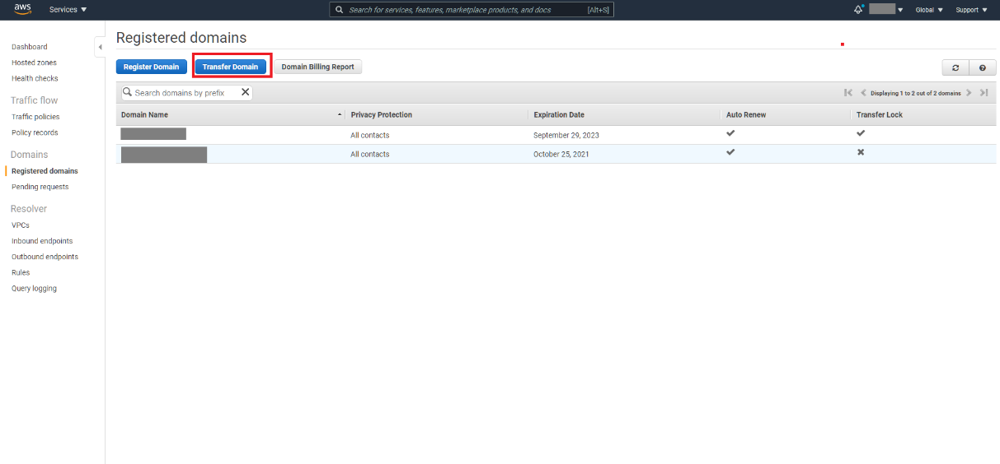 aws
Services
Search for services, features, marketplace products, and docs
[Alt+S]
Global
Support
Dashboard
Hosted zones
Health checks
Traffic flow
Traffic policies
Policy records
Domains
Registered domains
Pending requests
Resolver
VPCs
Inbound endpoints
Outbound endpoints
Rules
Query logging
Registered domains
Register Domain
Transfer Domain
Domain Billing Report
Search domains by prefix
Displaying 1 to 2 out of 2 domains
Domain Name
Privacy Protection
Expiration Date
Auto Renew
Transfer Lock
All contacts
September 29, 2023
All contacts
October 25, 2021